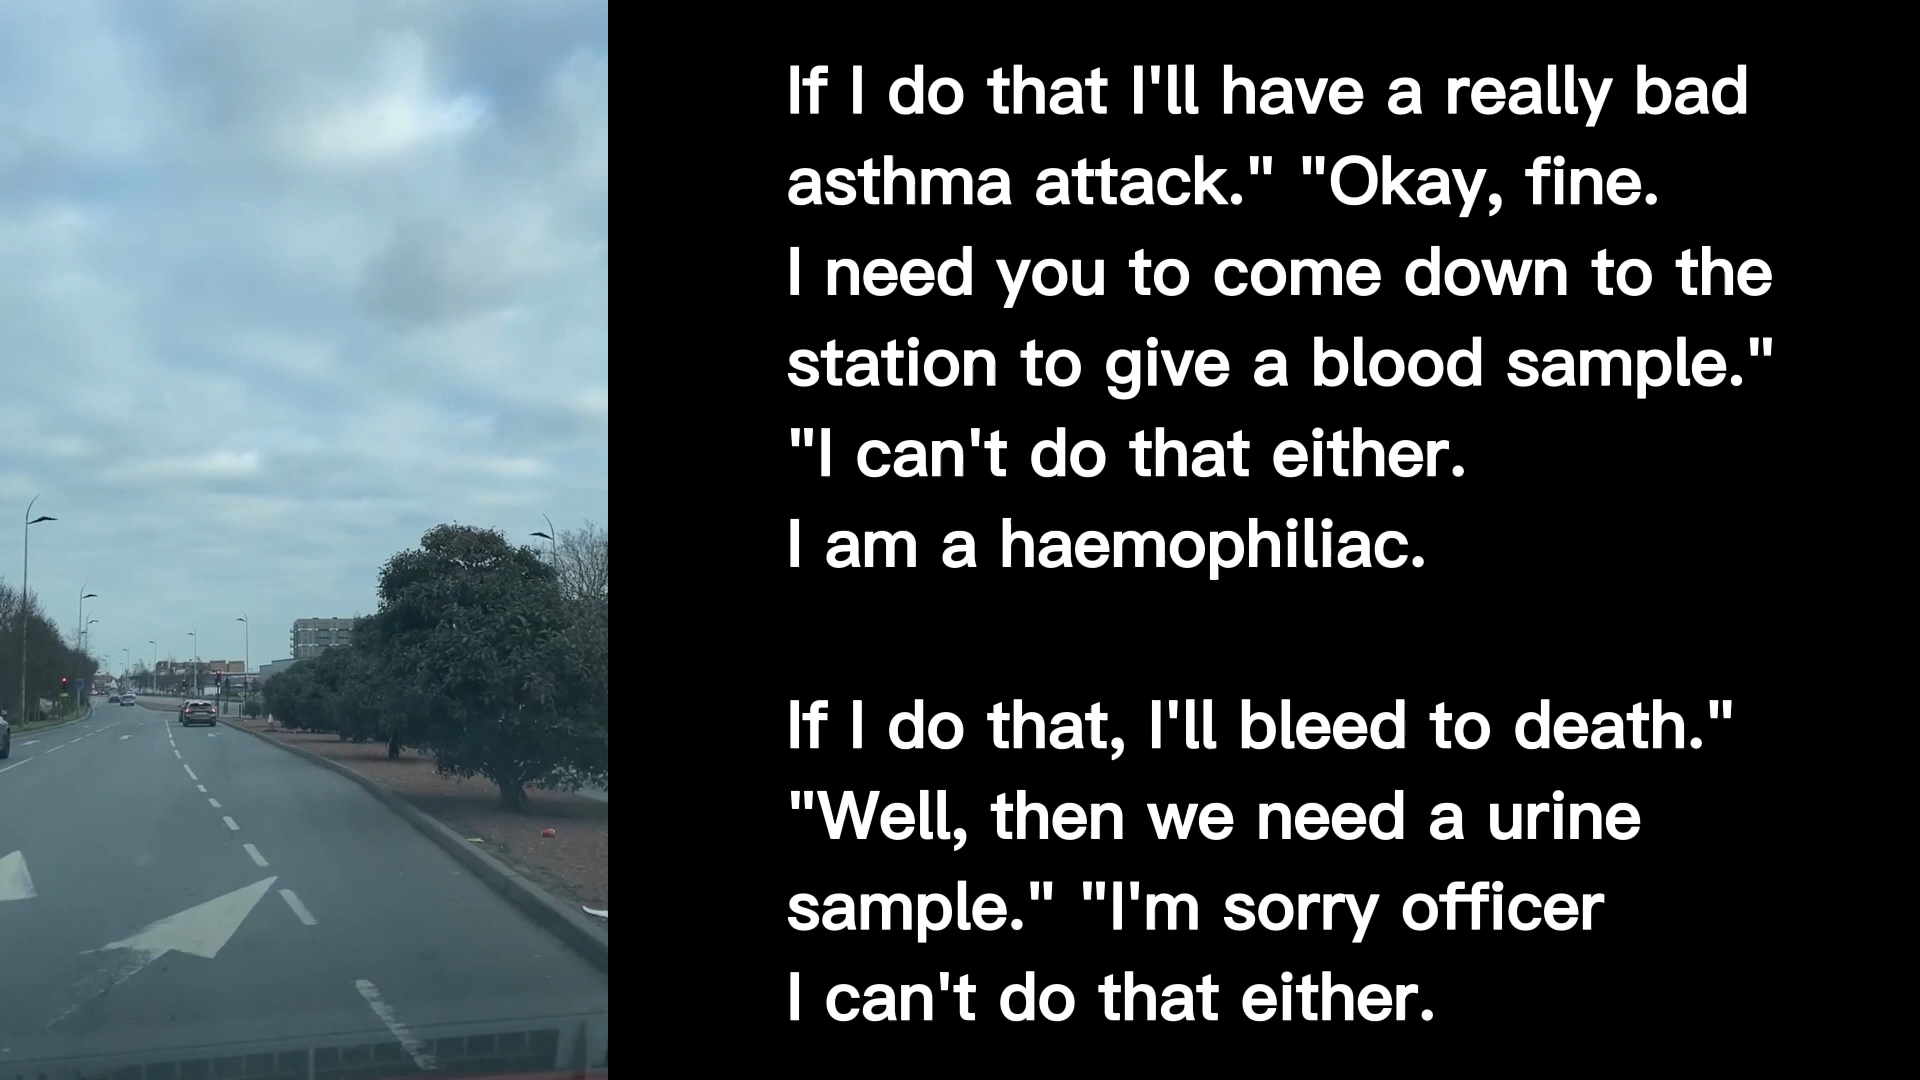 If I do that I'll have a really bad
asthma attack." "Okay, fine.
I need you to come down to the
station to give a blood sample."
"I can't do that either.
I am a haemophiliac.
If I do that, I'll bleed to death."
"Well, then we need a urine
sample." "I'm sorry officer
I can't do that either.